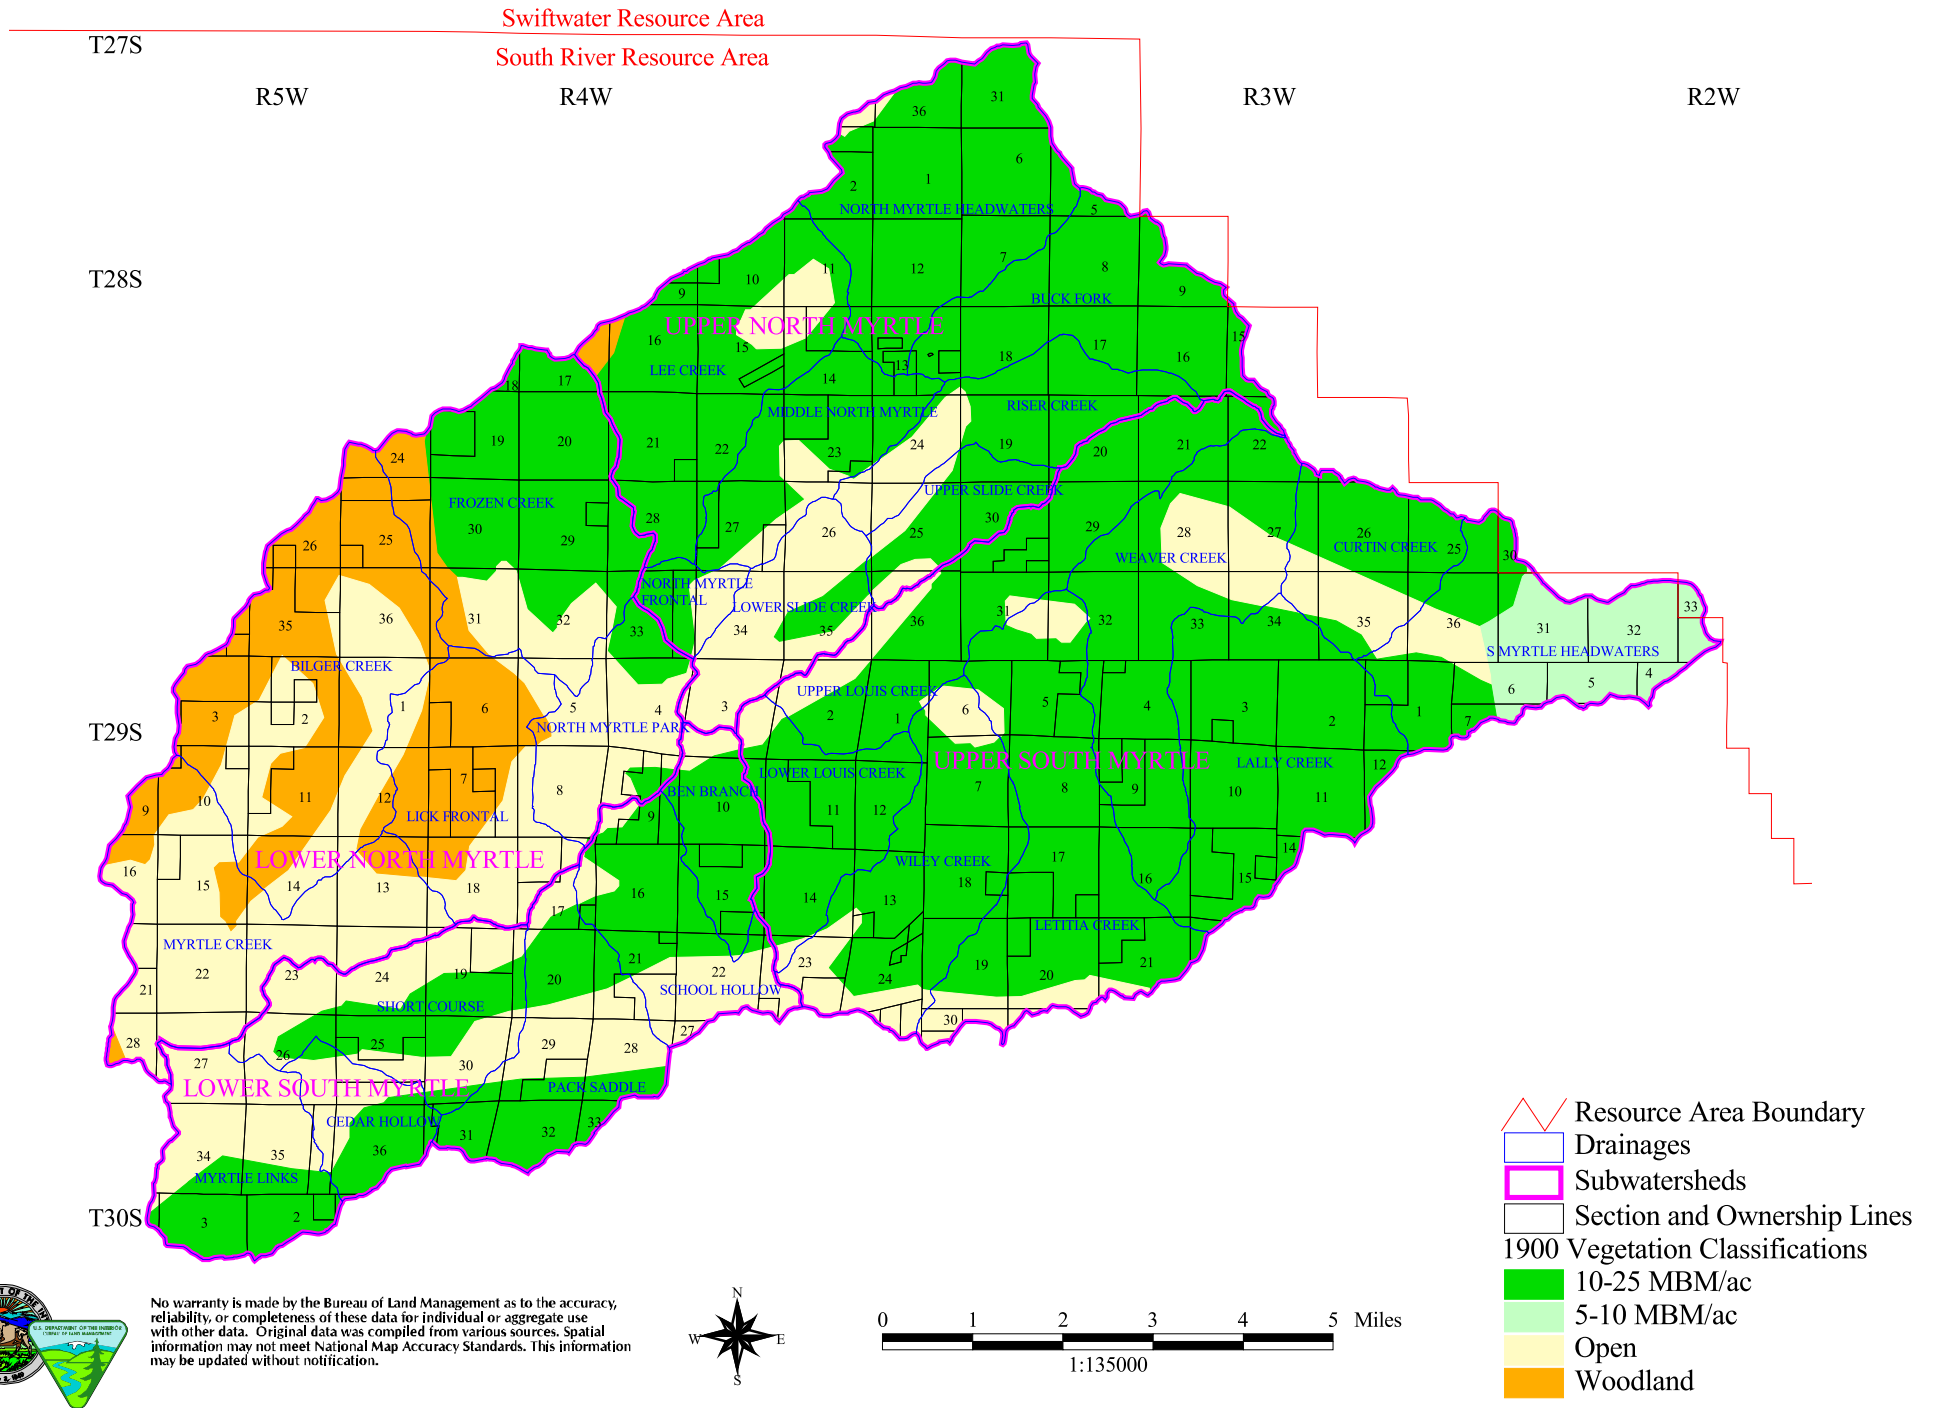 Swiftwater Resource Area
T27S
South River Resource Area
R5W
R4W
R3W
R2W
36
31
6
2
1
NORTH MYRTLE HEADWATERS
5
T28S
9
10
11
12
7
8
9
BUCK FORK
UPPER NORTH MYRTLE
16
15
LEE CREEK
14
13
18
17
16
15
18
17
MIDDLE NORTH MYRTLE
RISER CREEK
24
19
20
21
22
23
24
19
20
21
22
FROZEN CREEK
UPPER SLIDE CREEK
26
25
30
29
28
27
26
25
30
29
28
27
26
25
30
WEAVER CREEK
CURTIN CREEK
NORTH MYRTLE
FRONTAL
LOWER SLIDE CREEK
35
36
31
32
33
34
35
36
31
32
33
34
35
36
31
32
33
BILGER CREEK
S MYRTLE HEADWATERS
UPPER LOUIS CREEK
3
2
1
6
5
4
3
2
1
6
5
4
3
2
1
7
6
5
4
NORTH MYRTLE PARK
T29S
UPPER SOUTH MYRTLE
LOWER LOUIS CREEK
LALLY CREEK
BEN BRANCH
9
10
11
12
7
8
9
10
11
12
7
8
9
10
11
12
LICK FRONTAL
LOWER NORTH MYRTLE
WILEY CREEK
16
15
14
13
18
17
16
15
14
13
18
17
16
15
14
LETITIA CREEK
MYRTLE CREEK
21
22
23
24
19
20
21
22
23
24
19
20
21
SHORT COURSE
SCHOOL HOLLOW
28
27
26
25
30
29
28
27
30
LOWER SOUTH MYRTLE
PACK SADDLE
CEDAR HOLLOW
34
35
36
31
32
33
MYRTLE LINKS
T30S
3
2
Resource Area Boundary
Drainages
Subwatersheds
Section and Ownership Lines
1900 Vegetation Classifications
10-25 MBM/ac
5-10 MBM/ac
Open
Woodland
U.S. DEPARTMENT OF THE INTERIOR
BUREAU OF LAND MANAGEMENT
No warranty is made by the Bureau of Land Management as to the accuracy,
reliability, or completeness of these data for individual or aggregate use
with other data. Original data was compiled from various sources. Spatial
information may not meet National Map Accuracy Standards. This information
may be updated without notification.
N
W
E
S
0
1
2
3
4
5
Miles
1:135000